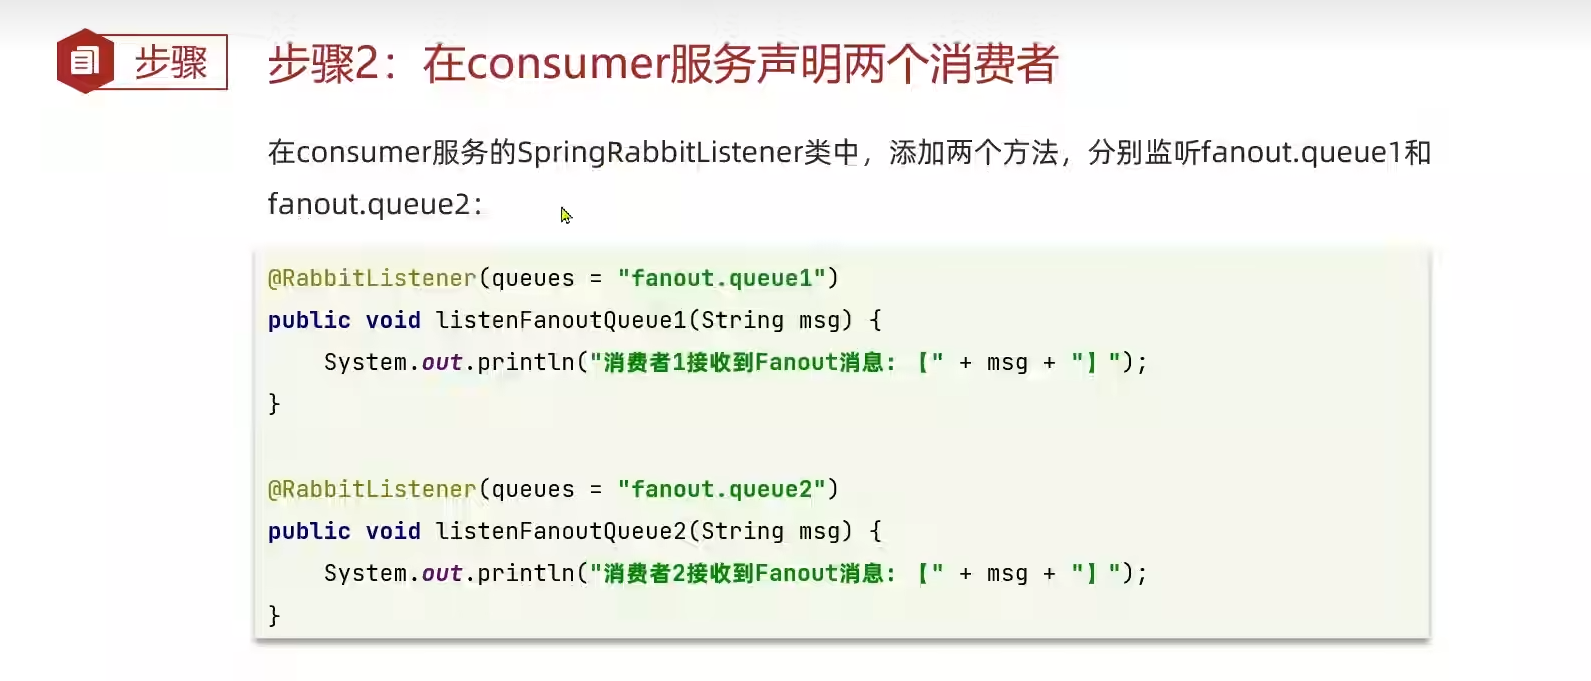 步骤
步骤2：在consumer服务声明两个消费者
在consumer服务的SpringRabbitListener类中，添加两个方法，分别监听fanout.queue1和
fanout.queue2：
@RabbitListener(queues = "fanout.queue1")
public void listenFanoutQueue1(String msg) {
    System.out.println("消费者1接收到Fanout消息：【" + msg + "】");
}
@RabbitListener(queues = "fanout.queue2")
public void listenFanoutQueue2(String msg) {
    System.out.println("消费者2接收到Fanout消息：【" + msg + "】");
}